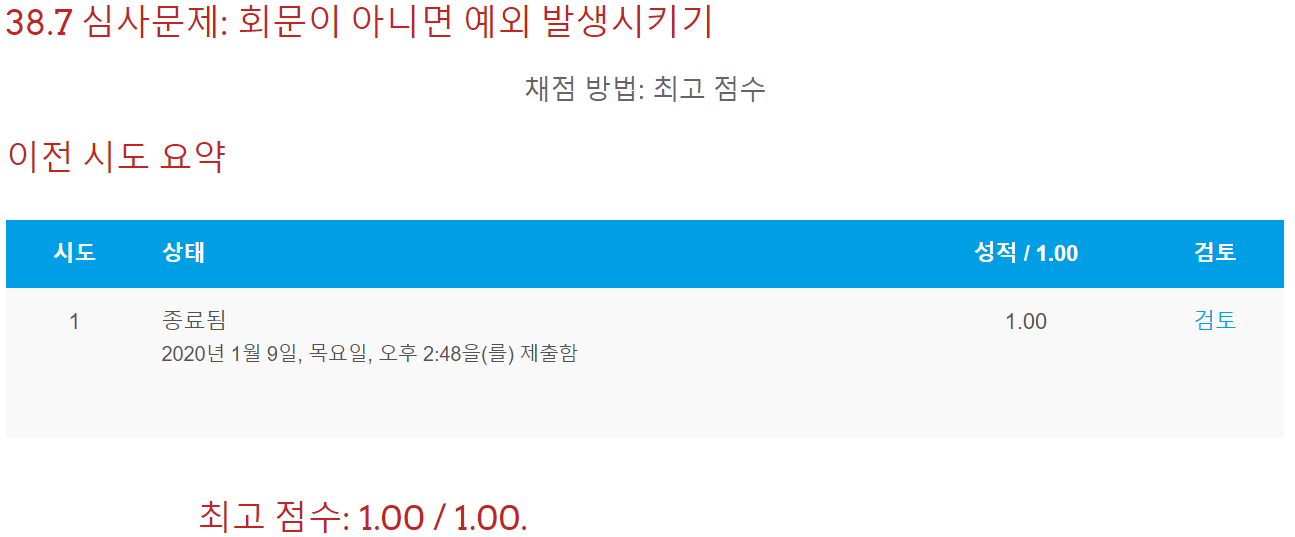 38.7 심사문제: 회문이 아니면 예외 발생시키기
채점 방법: 최고 점수
이전 시도 요약
시도 상태 성적 / 1.00 검토
1 종료됨 1.00 검토
2020년 1월 9일, 목요일, 오후 2:48을(를) 제출함
최고 점수: 1.00 / 1.00.